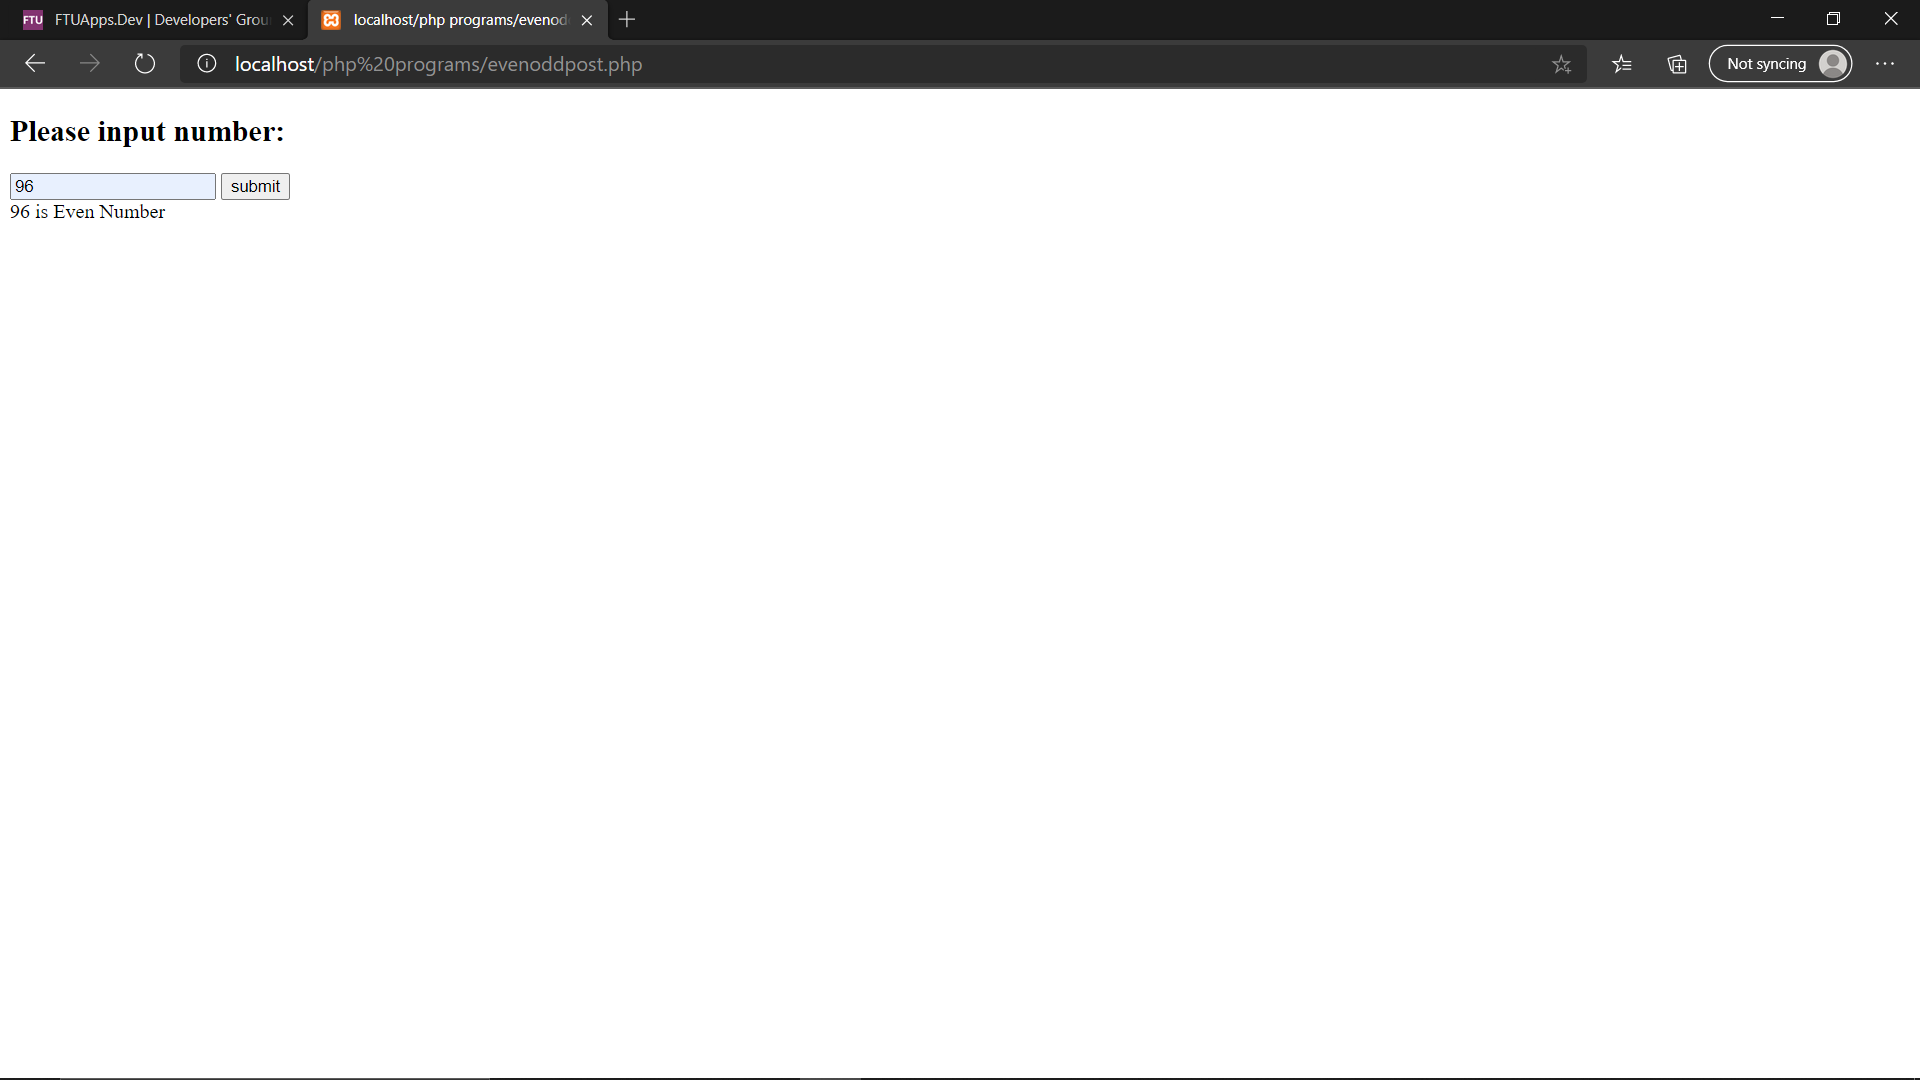 FTU FTUApps.Dev | Developers' Grou
localhost/php programs/evenod
localhost/php%20programs/evenoddpost.php
Not syncing
Please input number:
96 submit
96 is Even Number